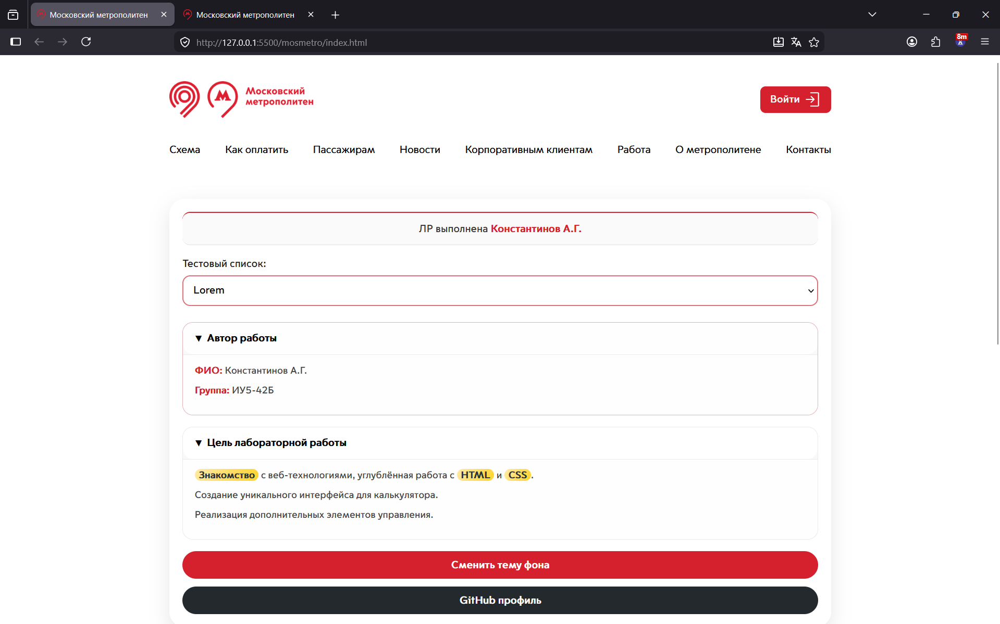 Московский метрополитен
Московский метрополитен
http://127.0.0.1:5500/mosmetro/index.html
8m
Московский
метрополитен
Войти
Схема Как оплатить Пассажирам Новости Корпоративным клиентам Работа О метрополитене Контакты
ЛР выполнена Константинов А.Г.
Тестовый список:
Lorem
▼ Автор работы
ФИО: Константинов А.Г.
Группа: ИУ5-42Б
▼ Цель лабораторной работы
Знакомство с веб-технологиями, углублённая работа с HTML и CSS.
Создание уникального интерфейса для калькулятора.
Реализация дополнительных элементов управления.
Сменить тему фона
GitHub профиль